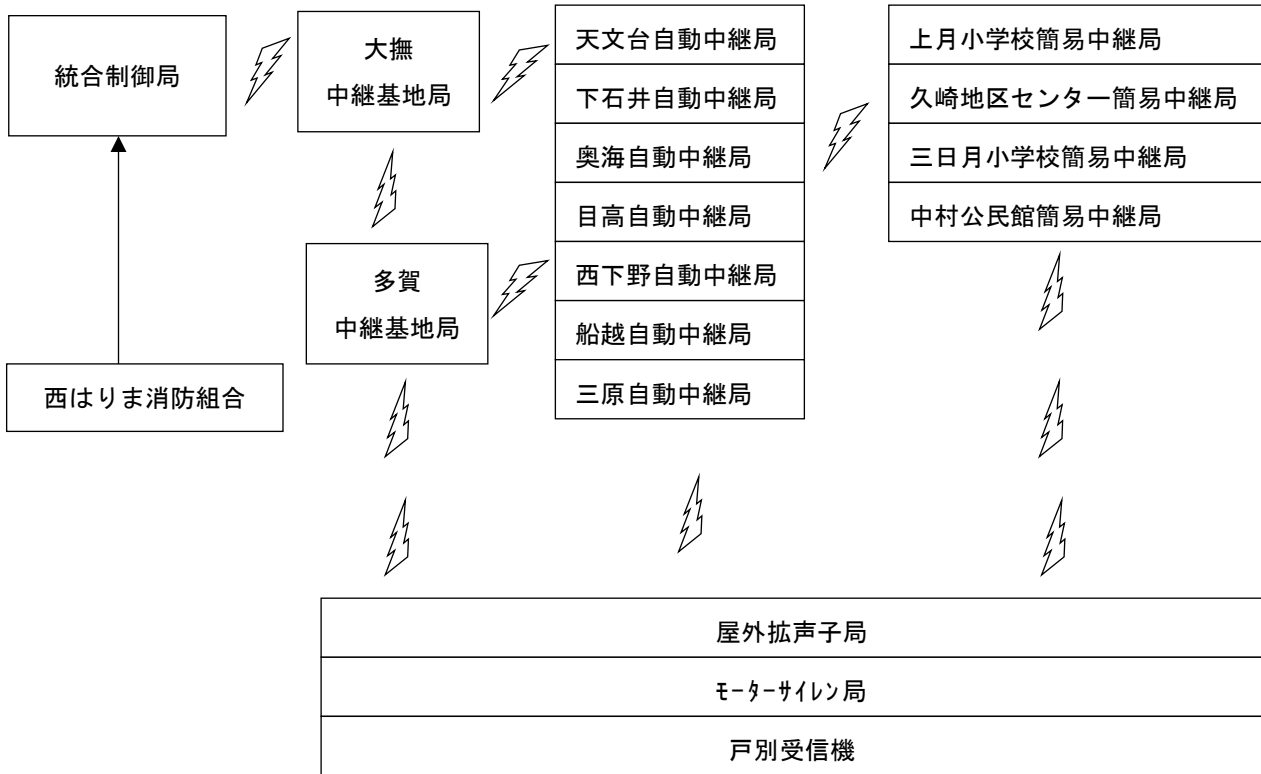 統合制御局
大撫
中継基地局
天文台自動中継局
下石井自動中継局
奥海自動中継局
目高自動中継局
西下野自動中継局
船越自動中継局
三原自動中継局
上月小学校簡易中継局
久崎地区センター簡易中継局
三日月小学校簡易中継局
中村公民館簡易中継局
多賀
中継基地局
西はりま消防組合
屋外拡声子局
ﾓｰﾀｰｻｲﾚﾝ局
戸別受信機